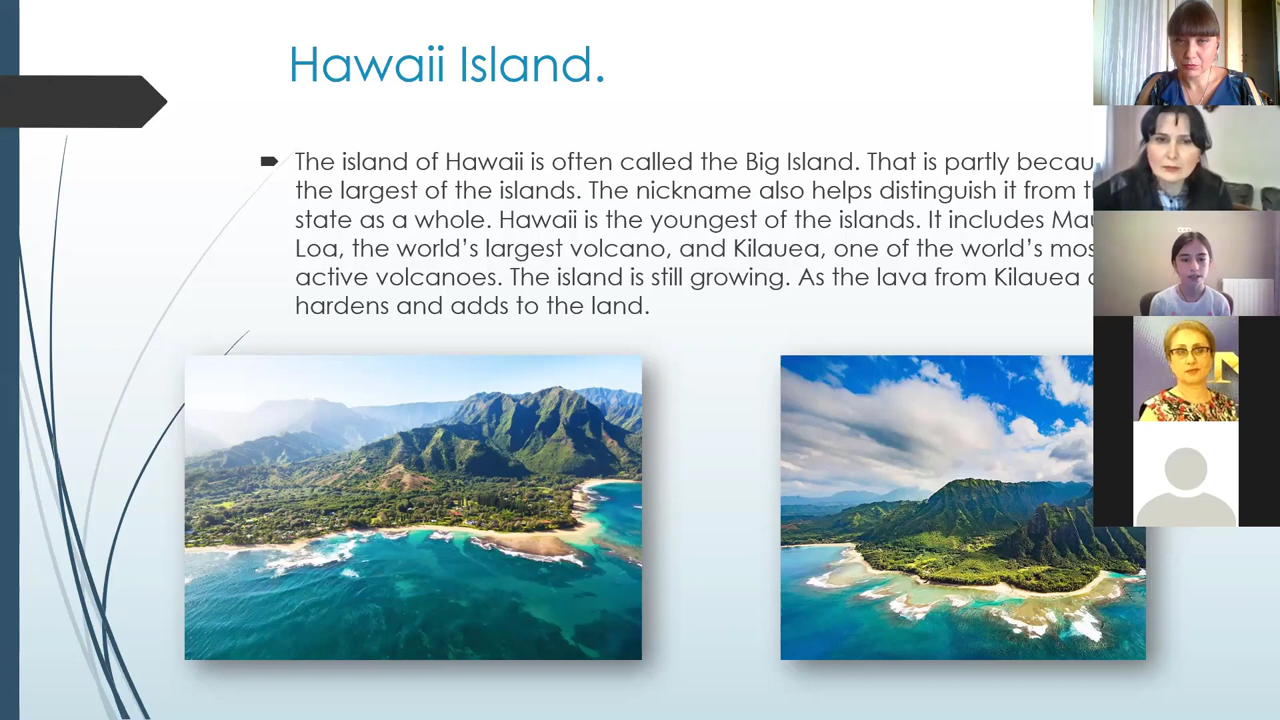 Hawaii Island.
The island of Hawaii is often called the Big Island. That is partly
the largest of the islands. The nickname also helps distinguish it from
state as a whole. Hawaii is the youngest of the islands. It includes
Loa, the world's largest volcano, and Kilauea, one of the world's
active volcanoes. The island is still growing. As the lava from Kilauea
hardens and adds to the land.